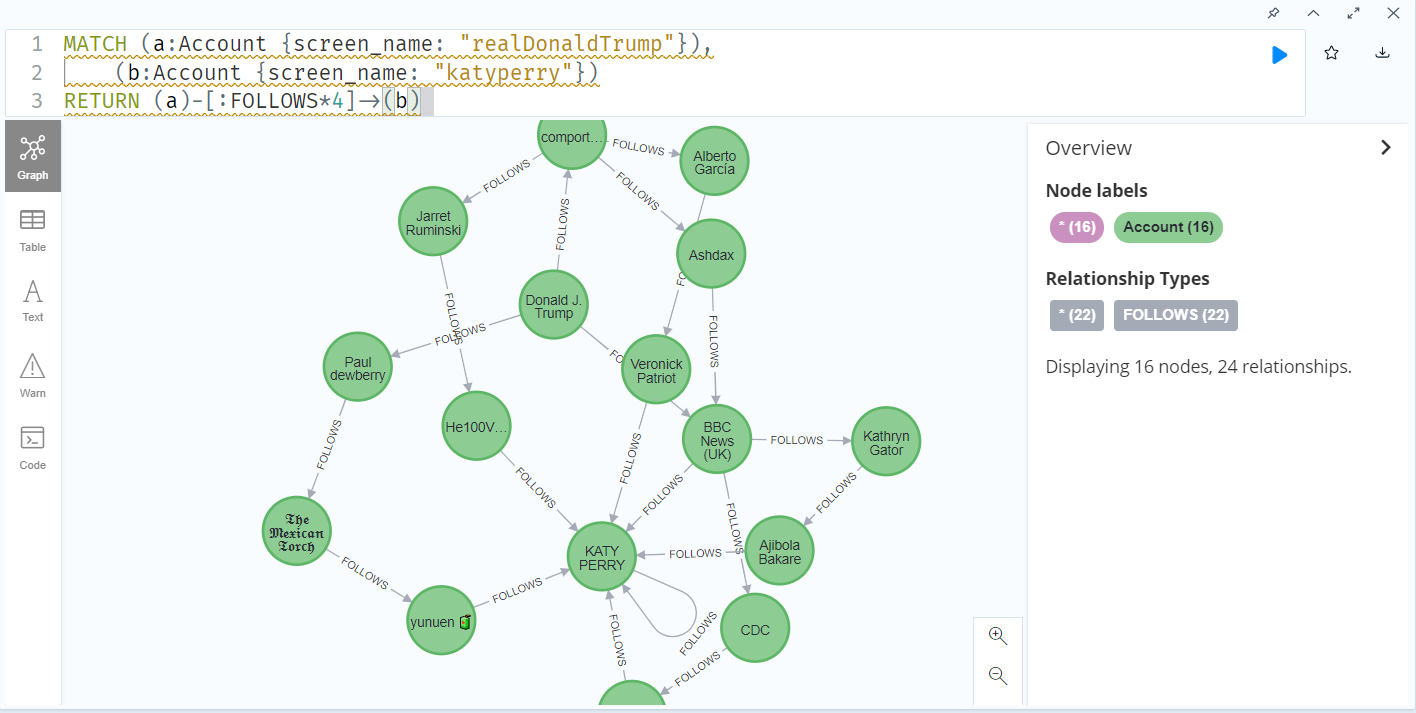 1 MATCH (a:Account {screen_name: "realDonaldTrump"}),
2 (b:Account {screen_name: "katyperry"})
3 RETURN (a)-[:FOLLOWS*4]->(b)
Graph
Table
Text
Warn
Code
comport...
FOLLOWS
Alberto
García
FOLLOWS
FOLLOWS
Jarret
Ruminski
FOLLOWS
Ashdax
FO
Donald J.
Trump
FOLLOWS
FOLLOWS
FOLLOWS
FO
Paul
dewberry
Veronick
Patriot
FOLLOWS
He100V...
FOLLOWS
BBC
News
(UK)
FOLLOWS
Kathryn
Gator
FOLLOWS
FOLLOWS
FOLLOWS
FOLLOWS
The
Mexican
Torch
KATY
PERRY
FOLLOWS
Ajibola
Bakare
FOLLOWS
FOLLOWS
FOLLOWS
yunuen
FOLLOWS
FOLLOWS
CDC
FOLLOWS
Overview
Node labels
* (16)
Account (16)
Relationship Types
* (22)
FOLLOWS (22)
Displaying 16 nodes, 24 relationships.